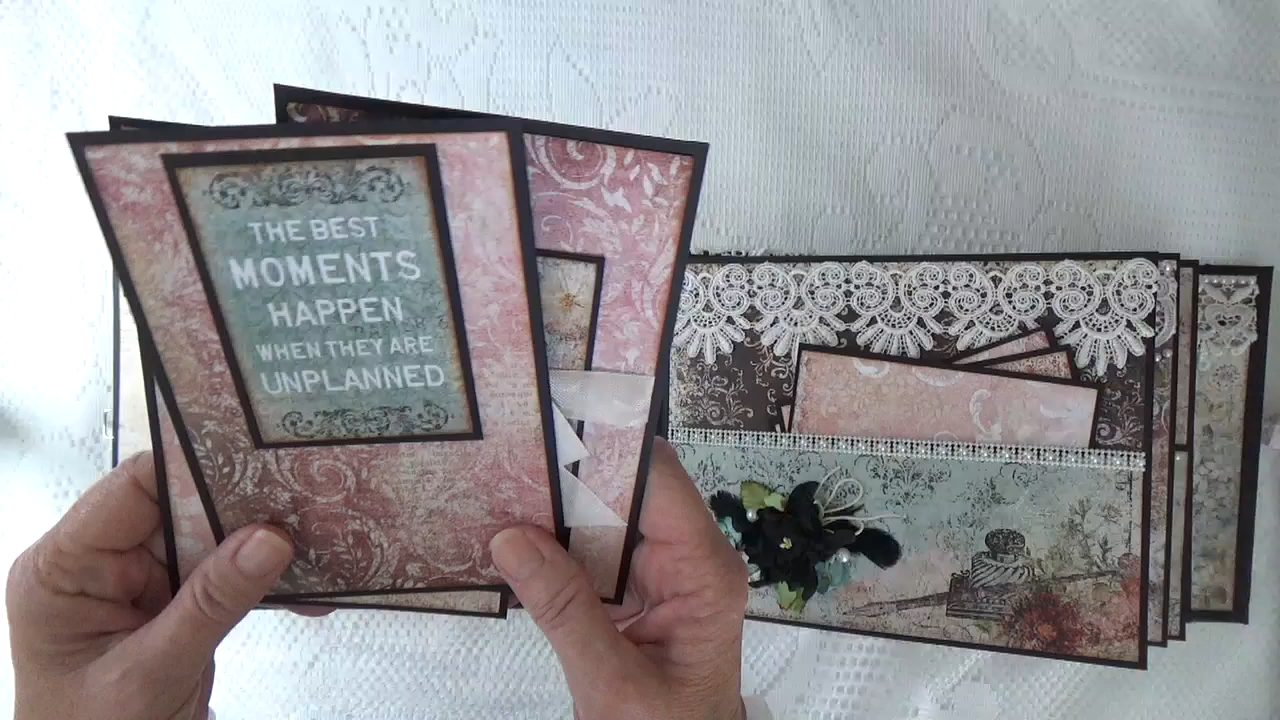 THE BEST
MOMENTS
HAPPEN
WHEN THEY ARE
UNPLANNED